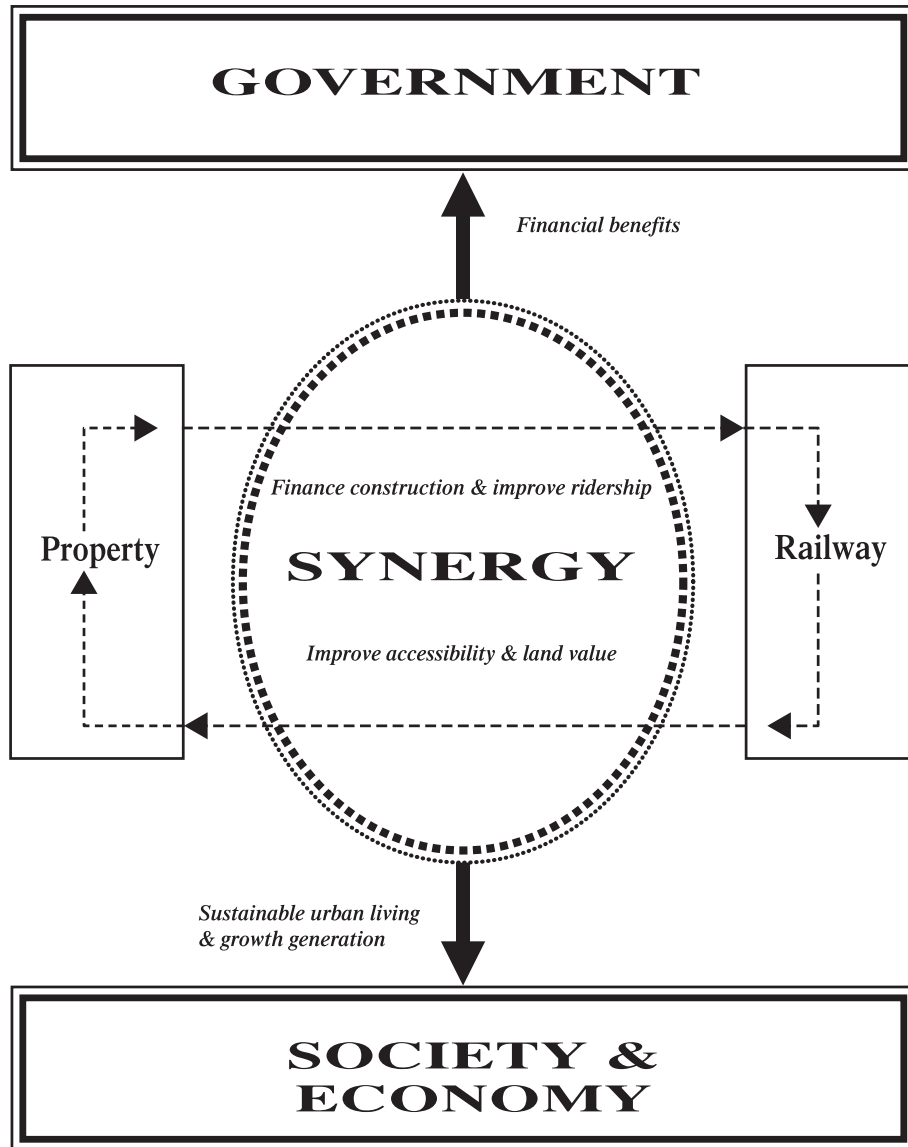 GOVERNMENT
Financial benefits
Finance construction & improve ridership
Property
SYNERGY
Railway
Improve accessibility & land value
Sustainable urban living
& growth generation
SOCIETY &
ECONOMY